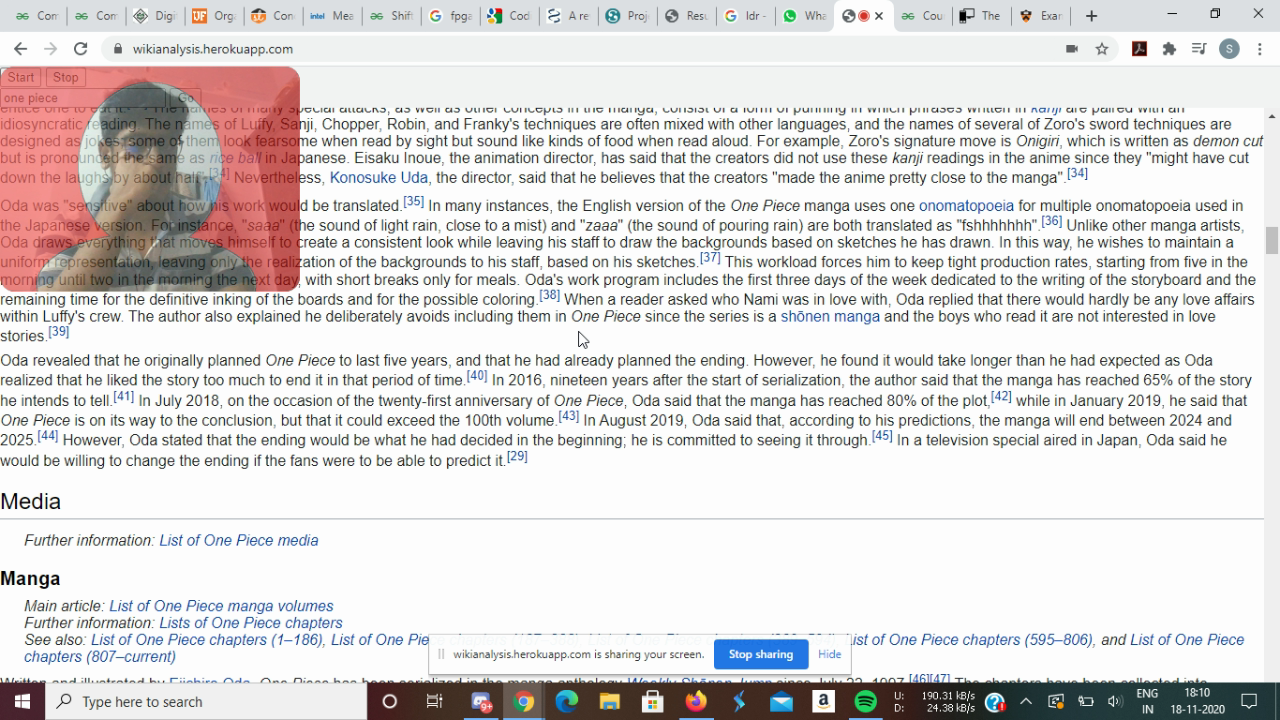 Con
Con
Digi
Org
Con
Mea
Shift
fpga
Cod
A re
Proj
Resu
ldr -
Wha
Cou
The
Exar
wikianalysis.herokuapp.com
S
Start
Stop
one piece
Go
special attacks, as well as other concepts in the manga, consist of a form of punning in which phrases written in kanji are paired with an
idiosyncratic reading. The names of Luffy, Sanji, Chopper, Robin, and Franky's techniques are often mixed with other languages, and the names of several of Zoro's sword techniques are
designed as jokes some of them look fearsome when read by sight but sound like kinds of food when read aloud. For example, Zoro's signature move is Onigiri, which is written as demon cut
but is pronounced he same as rice ball in Japanese. Eisaku Inoue, the animation director, has said that the creators did not use these kanji readings in the anime since they "might have cut
down the laughs by about half".[34] Nevertheless, Konosuke Uda, the director, said that he believes that the creators "made the anime pretty close to the manga".[34]
Oda was "sensitive" about how his work would be translated.[35] In many instances, the English version of the One Piece manga uses one onomatopoeia for multiple onomatopoeia used in
the Japanese version. For instance, "saaa" (the sound of light rain, close to a mist) and "zaaa" (the sound of pouring rain) are both translated as "fshhhhhhh".[36] Unlike other manga artists,
Oda draws everything that moves himself to create a consistent look while leaving his staff to draw the backgrounds based on sketches he has drawn. In this way, he wishes to maintain a
uniform representation, leaving only the realization of the backgrounds to his staff, based on his sketches.[37] This workload forces him to keep tight production rates, starting from five in the
morning until two in the morning the next day, with short breaks only for meals. Oda's work program includes the first three days of the week dedicated to the writing of the storyboard and the
remaining time for the definitive inking of the boards and for the possible coloring.[38] When a reader asked who Nami was in love with, Oda replied that there would hardly be any love affairs
within Luffy's crew. The author also explained he deliberately avoids including them in One Piece since the series is a shōnen manga and the boys who read it are not interested in love
stories.[39]
Oda revealed that he originally planned One Piece to last five years, and that he had already planned the ending. However, he found it would take longer than he had expected as Oda
realized that he liked the story too much to end it in that period of time.[40] In 2016, nineteen years after the start of serialization, the author said that the manga has reached 65% of the story
he intends to tell.[41] In July 2018, on the occasion of the twenty-first anniversary of One Piece, Oda said that the manga has reached 80% of the plot,[42] while in January 2019, he said that
One Piece is on its way to the conclusion, but that it could exceed the 100th volume.[43] In August 2019, Oda said that, according to his predictions, the manga will end between 2024 and
2025.[44] However, Oda stated that the ending would be what he had decided in the beginning; he is committed to seeing it through.[45] In a television special aired in Japan, Oda said he
would be willing to change the ending if the fans were to be able to predict it.[29]
Media
Further information: List of One Piece media
Manga
Main article: List of One Piece manga volumes
Further information: Lists of One Piece chapters
See also: List of One Piece chapters (1–186), List of One Pie List of One Piece chapters (595–806), and List of One Piece
chapters (807–current)
wikianalysis.herokuapp.com is sharing your screen.
Stop sharing
Hide
Written and illustrated by Eiichiro Oda, One Piece has been serialized in the manga anthology Weekly Shōnen Jump since July 22, 1997.[46][47] The chapters have been collected into
Type here to search
U: 190.31 kB/s
D: 24.38 kB/s
ENG
IN
18:10
18-11-2020